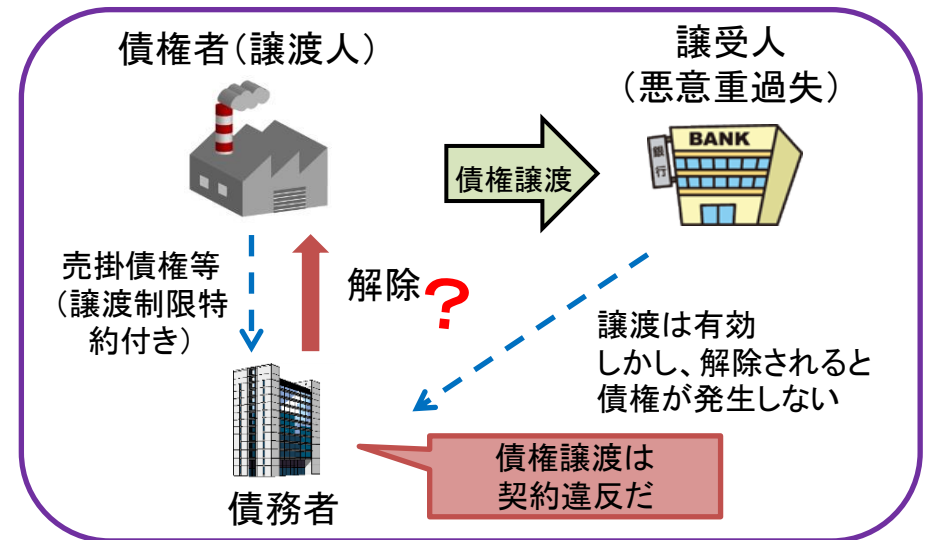 債権者（譲渡人）
譲受人
（悪意重過失）
BANK
銀行
債権譲渡
売掛債権等
（譲渡制限特
約付き）
解除
?
譲渡は有効
しかし、解除されると
債権が発生しない
債権譲渡は
契約違反だ
債務者